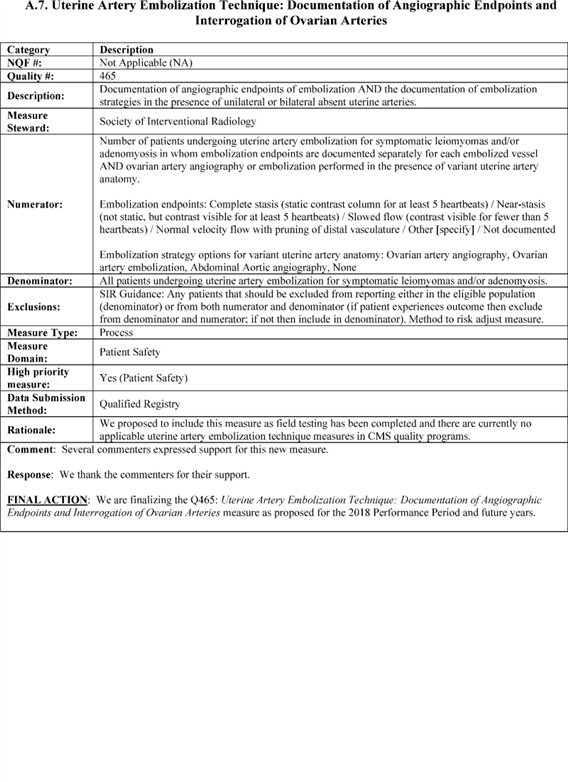 A.7. Uterine Artery Embolization Technique: Documentation of Angiographic Endpoints and
Interrogation of Ovarian Arteries
Category Description
NQF #: Not Applicable (NA)
Quality #: 465
Description: Documentation of angiographic endpoints of embolization AND the documentation of embolization
strategies in the presence of unilateral or bilateral absent uterine arteries.
Measure
Steward: Society of Interventional Radiology
Numerator: Number of patients undergoing uterine artery embolization for symptomatic leiomyomas and/or
adenomyosis in whom embolization endpoints are documented separately for each embolized vessel
AND ovarian artery angiography or embolization performed in the presence of variant uterine artery
anatomy.
Embolization endpoints: Complete stasis (static contrast column for at least 5 heartbeats) / Near-stasis
(not static, but contrast visible for at least 5 heartbeats) / Slowed flow (contrast visible for fewer than 5
heartbeats) / Normal velocity flow with pruning of distal vasculature / Other [specify] / Not documented
Embolization strategy options for variant uterine artery anatomy: Ovarian artery angiography, Ovarian
artery embolization, Abdominal Aortic angiography, None
Denominator: All patients undergoing uterine artery embolization for symptomatic leiomyomas and/or adenomyosis.
Exclusions: SIR Guidance: Any patients that should be excluded from reporting either in the eligible population
(denominator) or from both numerator and denominator (if patient experiences outcome then exclude
from denominator and numerator; if not then include in denominator). Method to risk adjust measure.
Measure Type: Process
Measure
Domain: Patient Safety
High priority
measure: Yes (Patient Safety)
Data Submission
Method: Qualified Registry
Rationale: We proposed to include this measure as field testing has been completed and there are currently no
applicable uterine artery embolization technique measures in CMS quality programs.
Comment: Several commenters expressed support for this new measure.
Response: We thank the commenters for their support.
FINAL ACTION: We are finalizing the Q465: Uterine Artery Embolization Technique: Documentation of Angiographic
Endpoints and Interrogation of Ovarian Arteries measure as proposed for the 2018 Performance Period and future years.